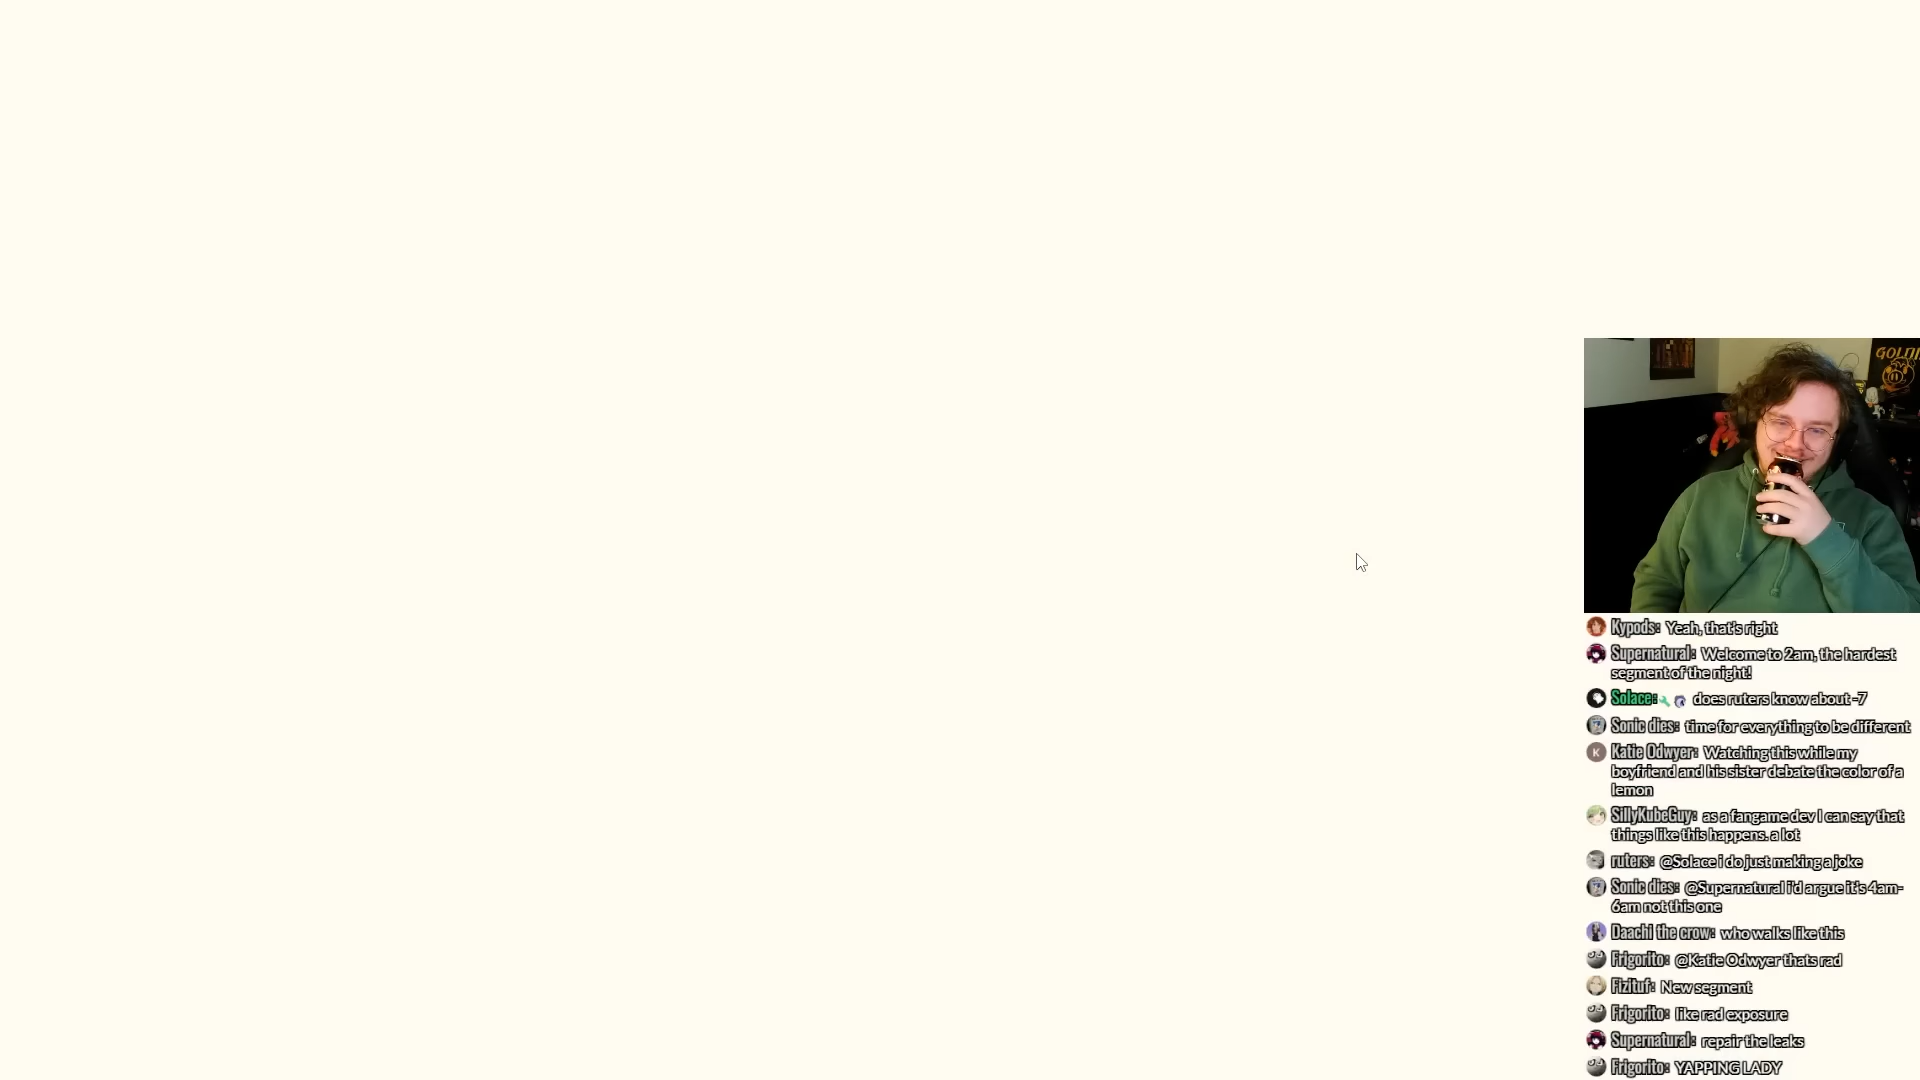 GOLDI
Kypods: Yeah, that's right
Supernatural: Welcome to 2am, the hardest
segment of the night!
Solace: does ruters know about -7
Sonic dies: time for everything to be different
K Katie Odwyer: Watching this while my
boyfriend and his sister debate the color of a
lemon
SillyKubeGuy: as a fangame dev I can say that
things like this happens. a lot
ruters: @Solace i do just making a joke
Sonic dies: @Supernatural i'd argue it's 4am-
6am not this one
Daachi the crow: who walks like this
Frigorito: @Katie Odwyer thats rad
Fizituf: New segment
Frigorito: like rad exposure
Supernatural: repair the leaks
Frigorito: YAPPING LADY